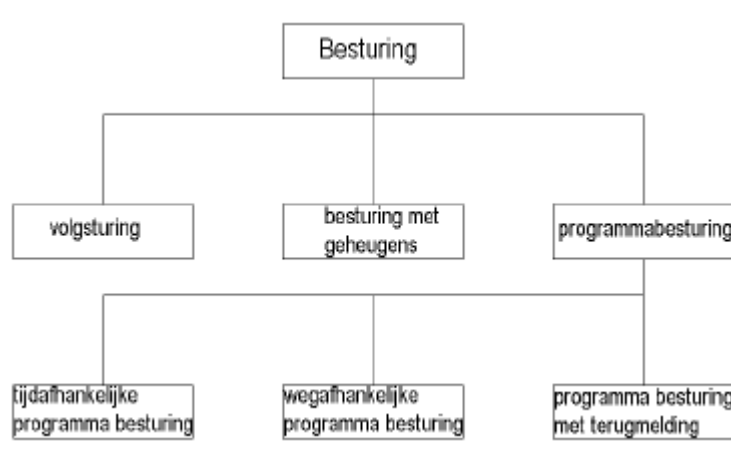 Besturing
volgsturing
besturing met
geheugens
programmabesturing
tijdafhankelijke
programma besturing
wegafhankelijke
programma besturing
programma besturing
met terugmelding